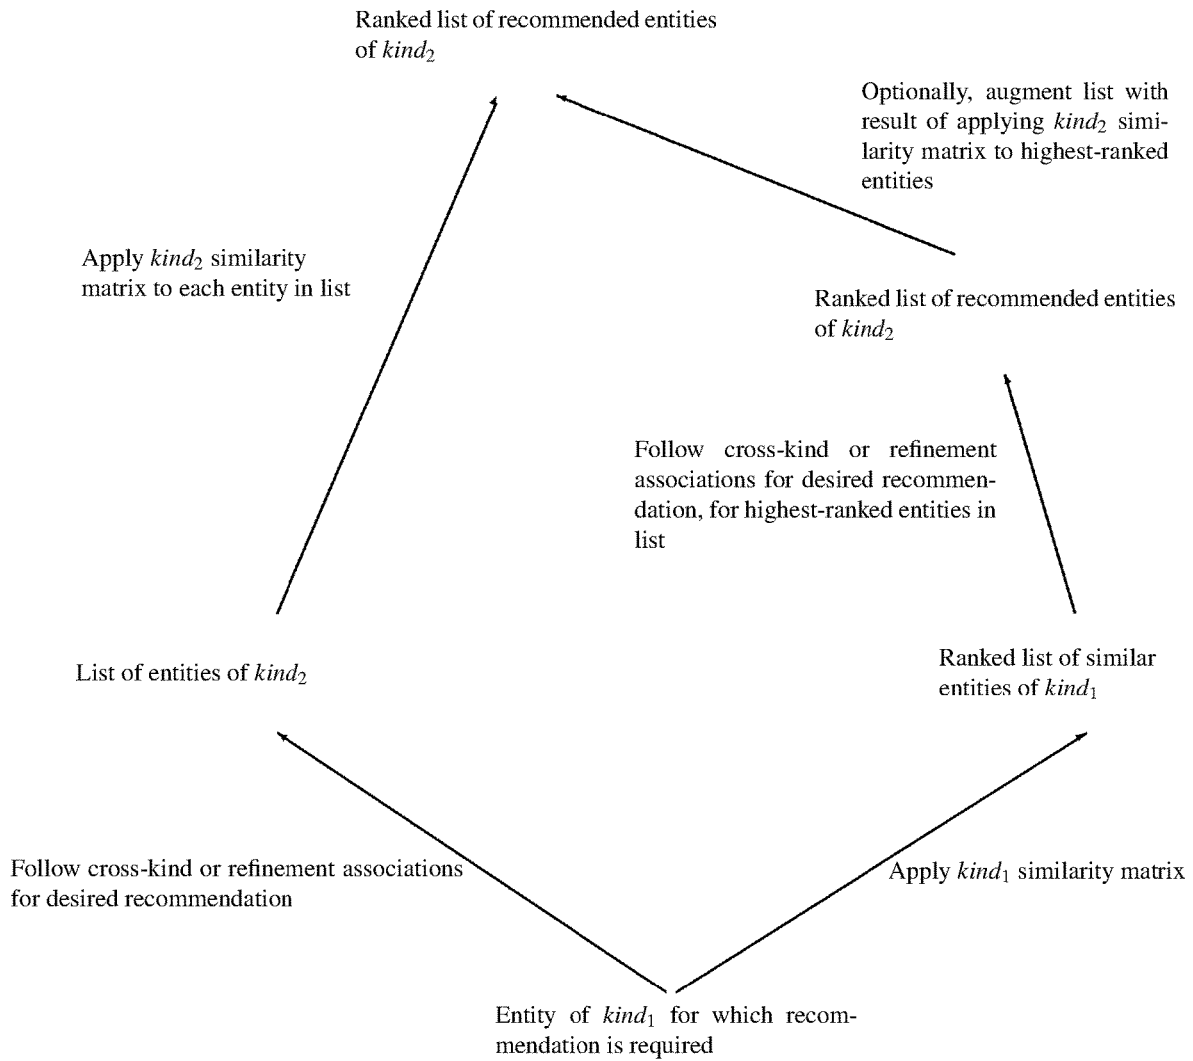 Ranked list of recommended entities
of kind₂
Optionally, augment list with
result of applying kind₂ simi-
larity matrix to highest-ranked
entities
Apply kind₂ similarity
matrix to each entity in list
Ranked list of recommended entities
of kind₂
Follow cross-kind or refinement
associations for desired recommen-
dation, for highest-ranked entities in
list
List of entities of kind₂
Ranked list of similar
entities of kind₁
Follow cross-kind or refinement associations
for desired recommendation
Apply kind₁ similarity matrix
Entity of kind₁ for which recom-
mendation is required